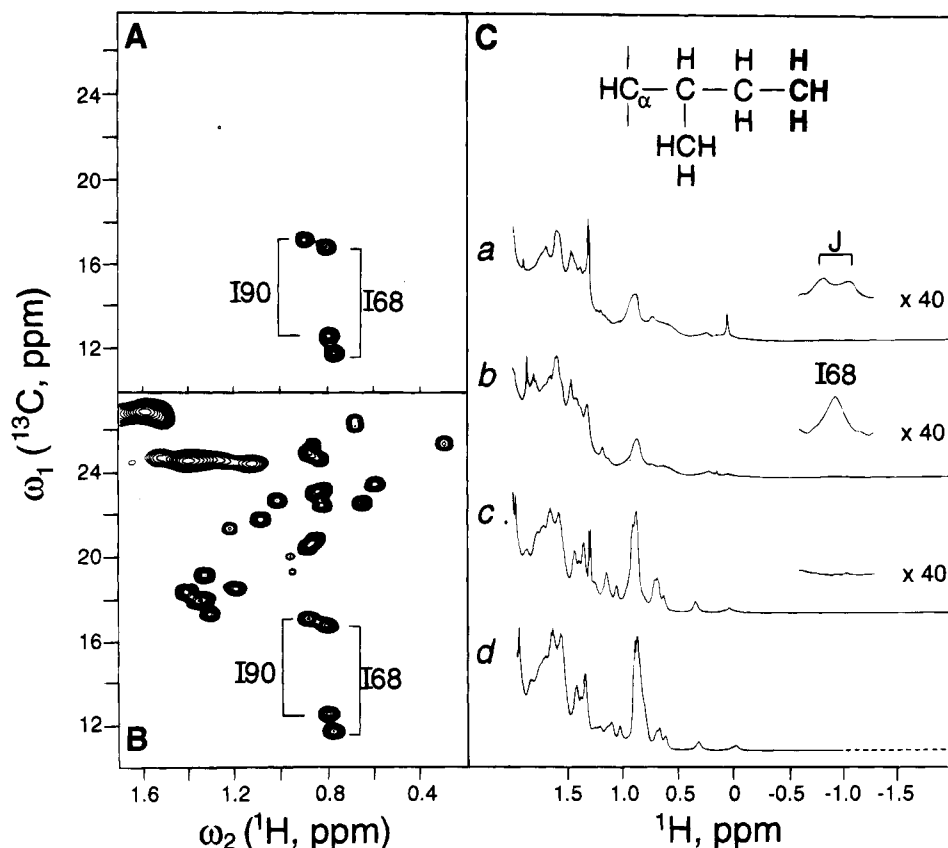 A
24
20
16
12
I90
I68
ω₁ (¹³C, ppm)
B
24
20
16
12
I90
I68
1.6
1.2
0.8
0.4
ω₂ (¹H, ppm)
C
H H H
HCα C C CH
HCH H H
H
a
J
x 40
b
I68
x 40
c
x 40
d
1.5
1.0
0.5
0
-0.5
-1.0
-1.5
¹H, ppm